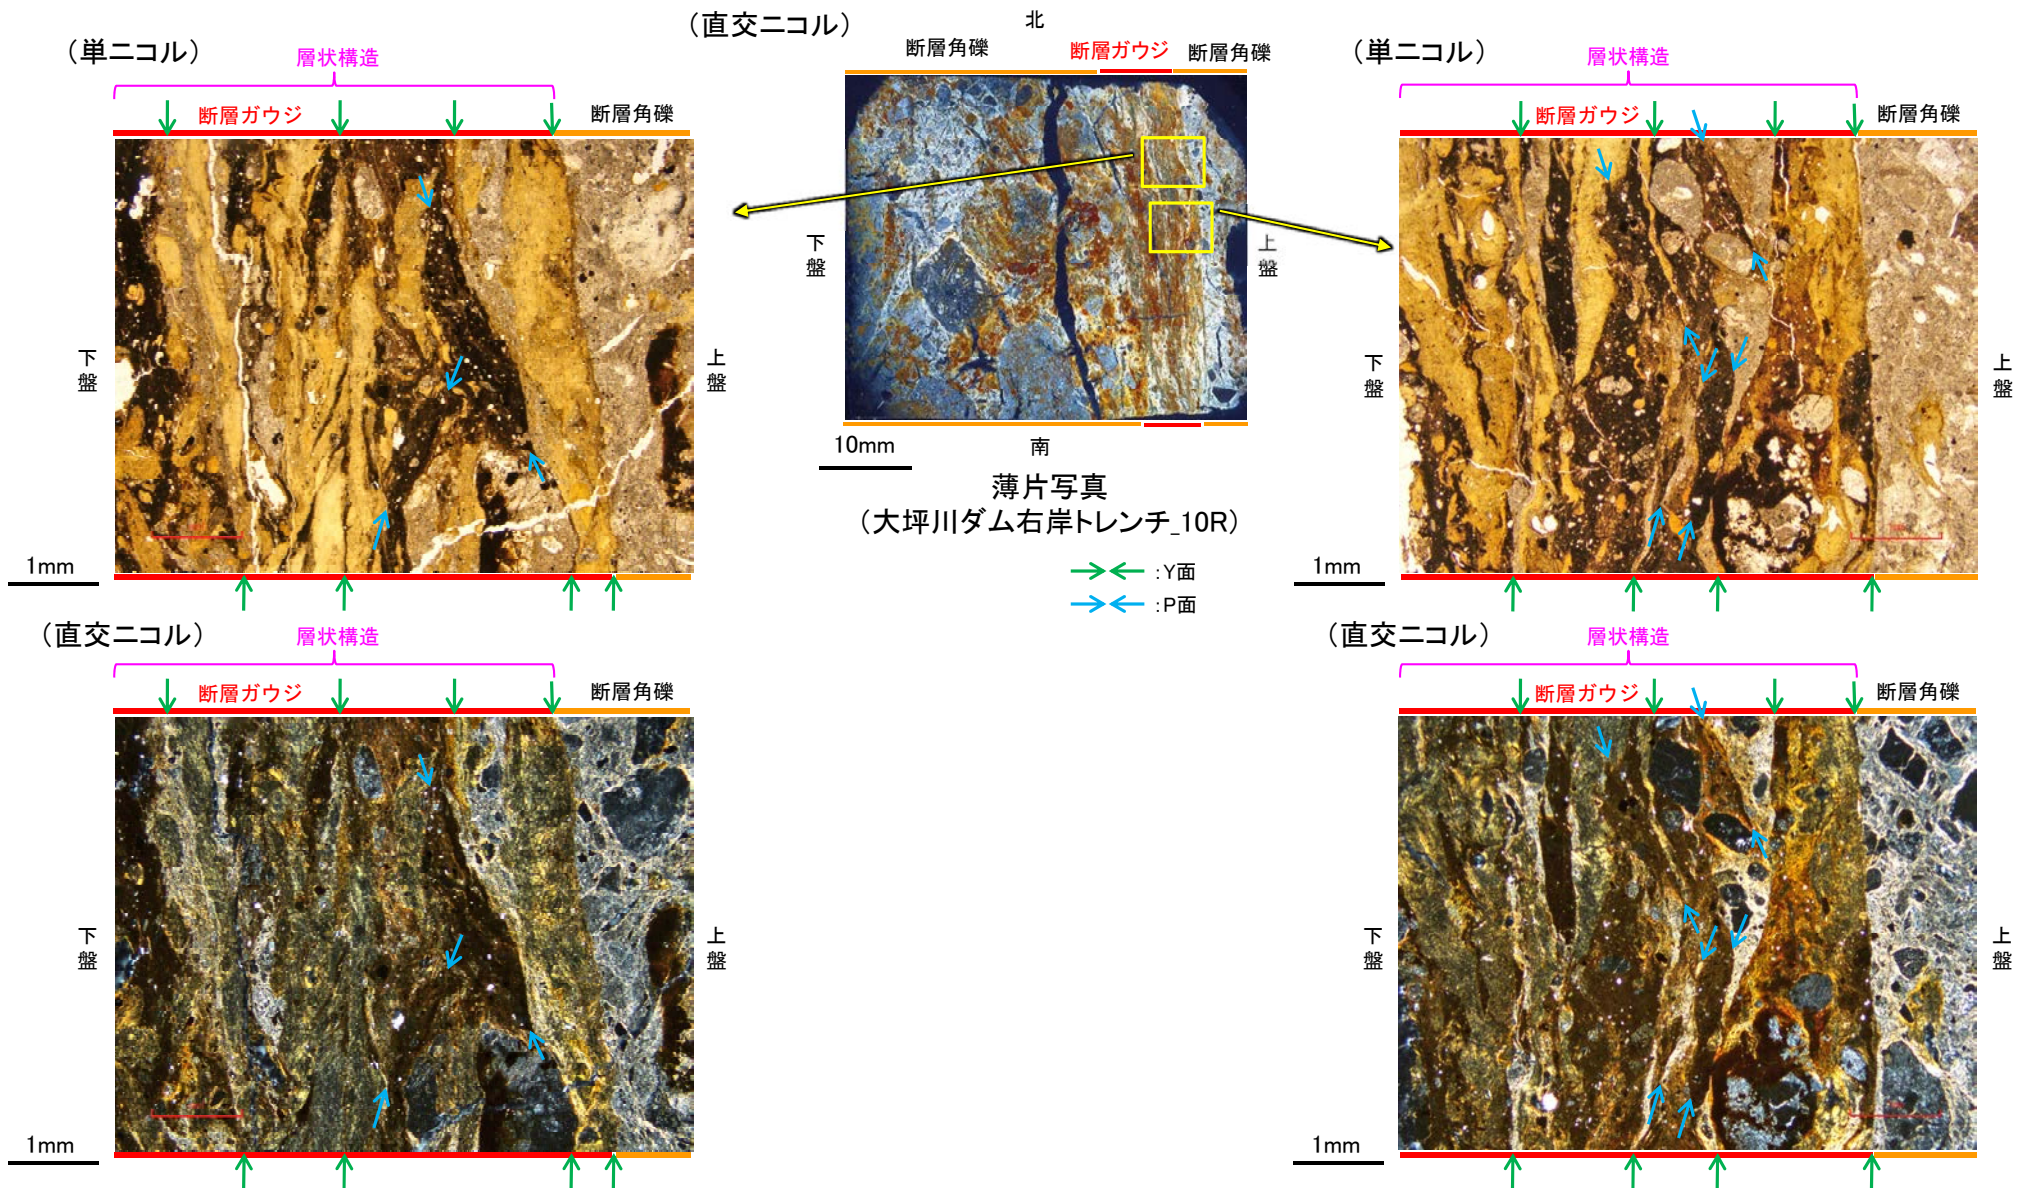 (直交ニコル)
北
断層角礫
断層ガウジ
断層角礫
下盤
上盤
10mm
南
薄片写真
(大坪川ダム右岸トレンチ_10R)
:Y面
:P面
(単ニコル)
層状構造
断層ガウジ
断層角礫
下盤
上盤
1mm
(直交ニコル)
層状構造
断層ガウジ
断層角礫
下盤
上盤
1mm
(単ニコル)
層状構造
断層ガウジ
断層角礫
下盤
上盤
1mm
(直交ニコル)
層状構造
断層ガウジ
断層角礫
下盤
上盤
1mm